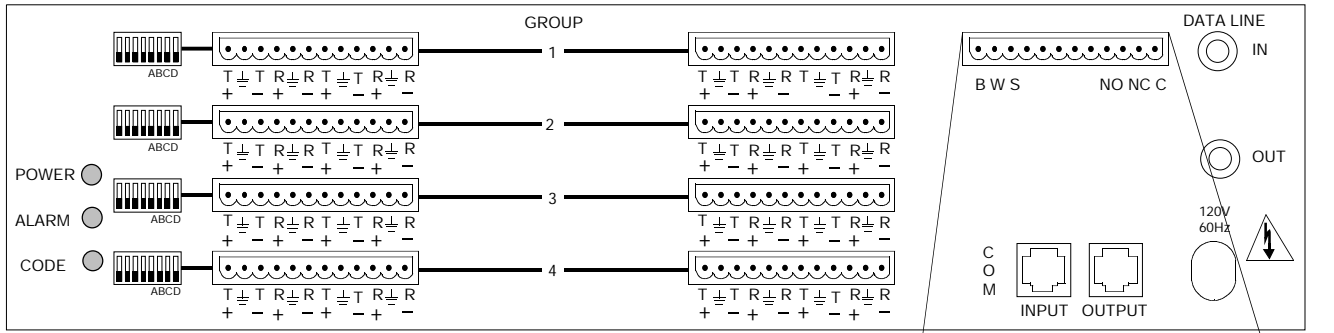 GROUP
DATA LINE
1
IN
ABCD
T T R R T T R R
+ − + − + − + −
T T R R T T R R
+ − + − + − + −
B W S NO NC C
2
ABCD
T T R R T T R R
+ − + − + − + −
T T R R T T R R
+ − + − + − + −
OUT
POWER
3
ALARM
ABCD
T T R R T T R R
+ − + − + − + −
T T R R T T R R
+ − + − + − + −
120V
60Hz
CODE
4
ABCD
T T R R T T R R
+ − + − + − + −
T T R R T T R R
+ − + − + − + −
COM
INPUT OUTPUT